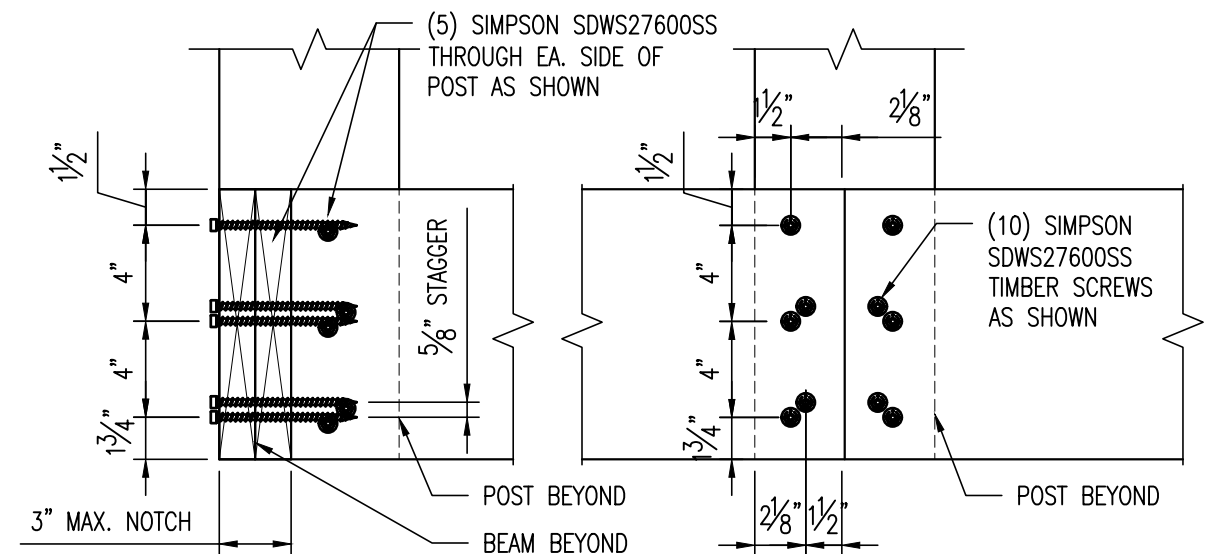 (5) SIMPSON SDWS27600SS
THROUGH EA. SIDE OF
POST AS SHOWN
1½"
4"
4"
1¾"
5/8" STAGGER
3" MAX. NOTCH
POST BEYOND
BEAM BEYOND
1½"
2⅛"
1½"
4"
4"
1¾"
(10) SIMPSON
SDWS27600SS
TIMBER SCREWS
AS SHOWN
2⅛"
1½"
POST BEYOND